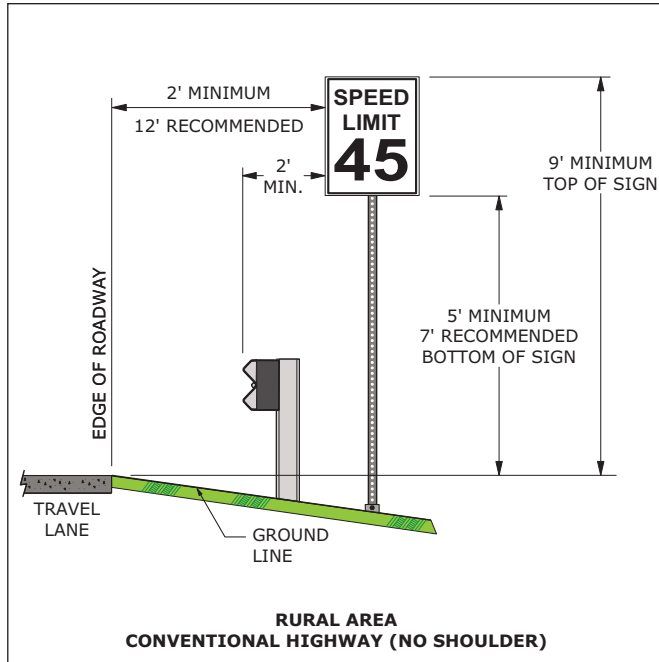 2' MINIMUM
12' RECOMMENDED
SPEED
LIMIT
45
2'
MIN.
9' MINIMUM
TOP OF SIGN
5' MINIMUM
7' RECOMMENDED
BOTTOM OF SIGN
EDGE OF ROADWAY
TRAVEL
LANE
GROUND
LINE
RURAL AREA
CONVENTIONAL HIGHWAY (NO SHOULDER)